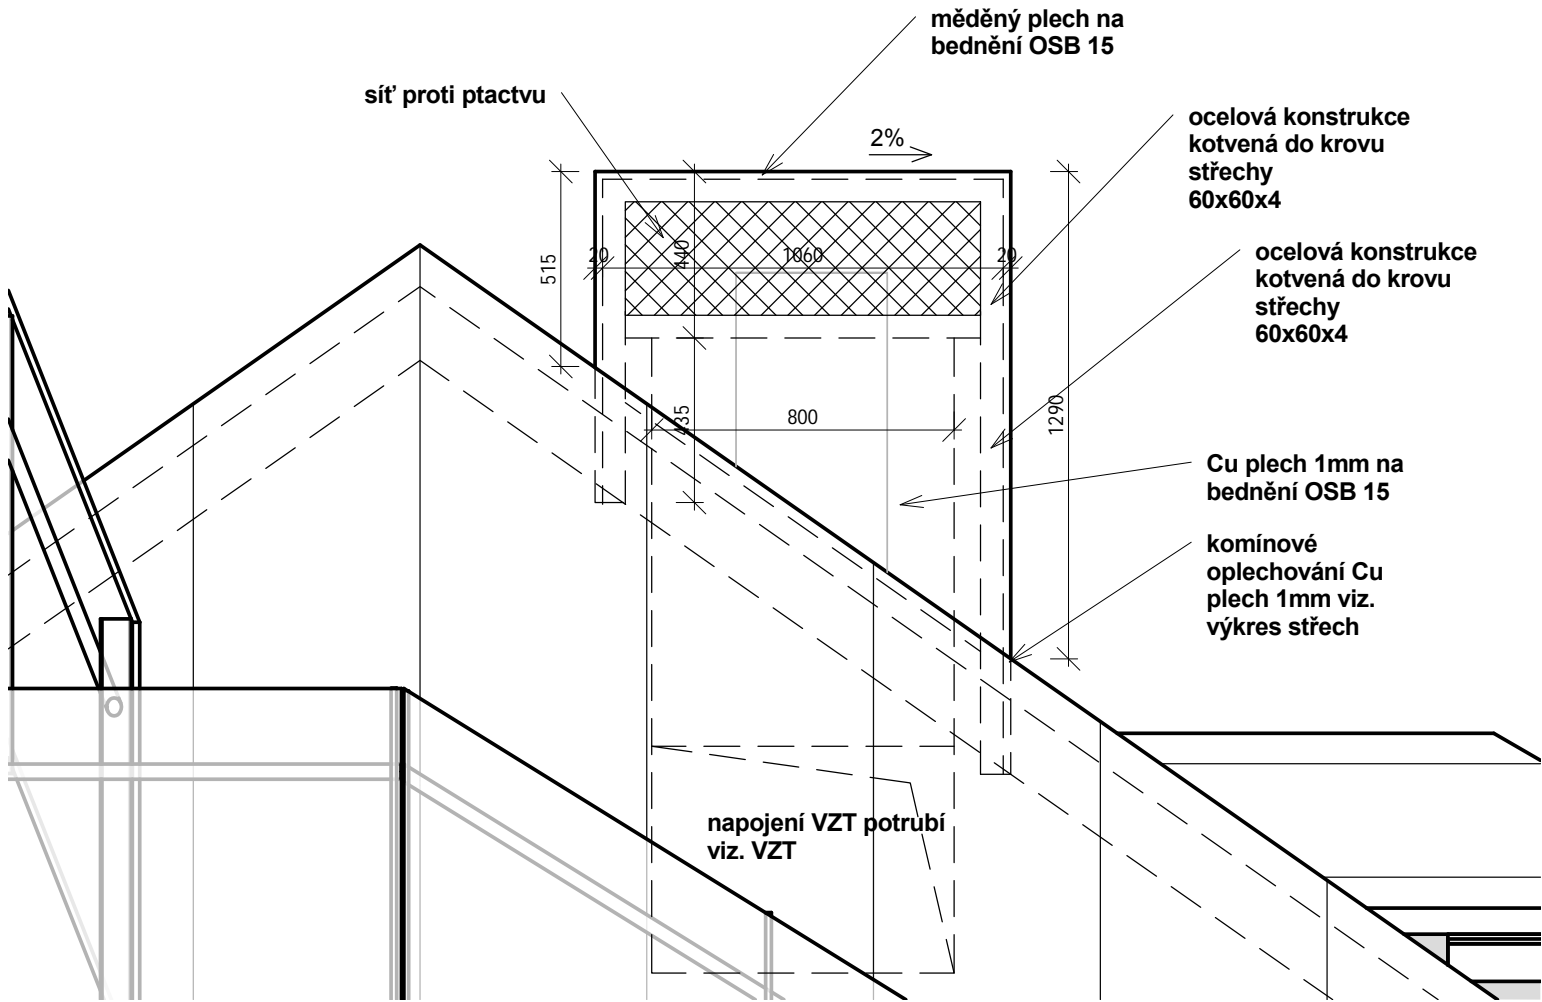 měděný plech na
bednění OSB 15
síť proti ptactvu
2%
ocelová konstrukce
kotvená do krovu
střechy
60x60x4
515
20
440
1060
20
ocelová konstrukce
kotvená do krovu
střechy
60x60x4
435
800
1290
Cu plech 1mm na
bednění OSB 15
komínové
oplechování Cu
plech 1mm viz.
výkres střech
napojení VZT potrubí
viz. VZT